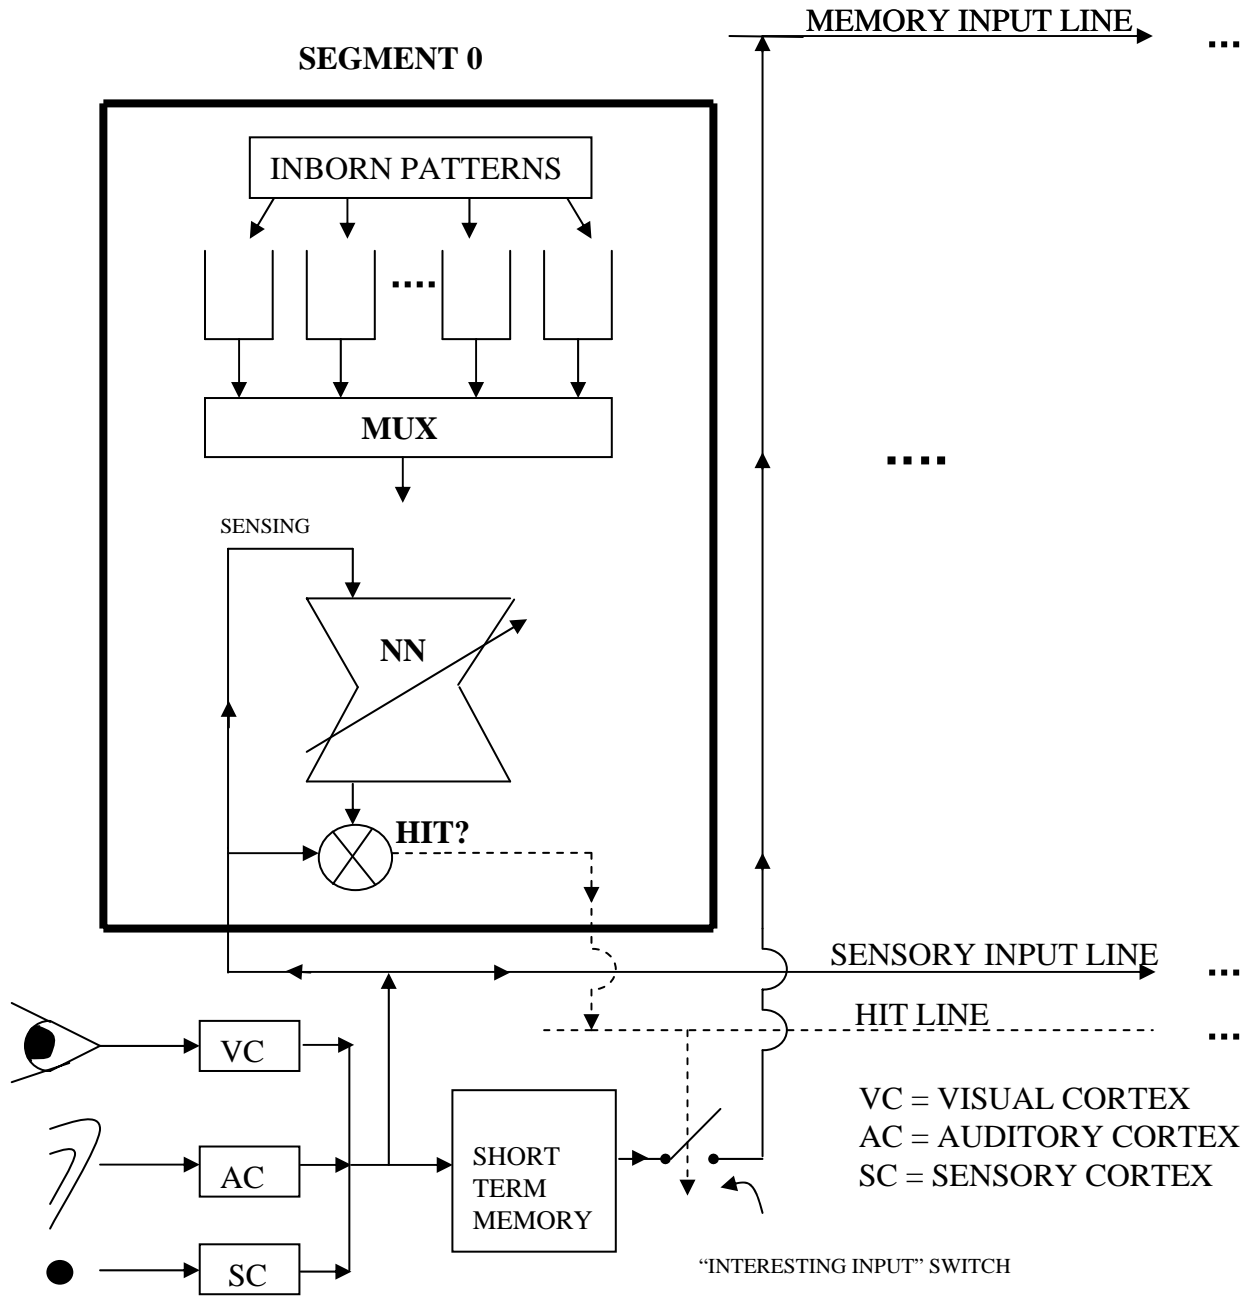 MEMORY INPUT LINE
SEGMENT 0
INBORN PATTERNS
MUX
SENSING
NN
HIT?
SENSORY INPUT LINE
HIT LINE
VC
AC
SC
SHORT
TERM
MEMORY
VC = VISUAL CORTEX
AC = AUDITORY CORTEX
SC = SENSORY CORTEX
“INTERESTING INPUT” SWITCH